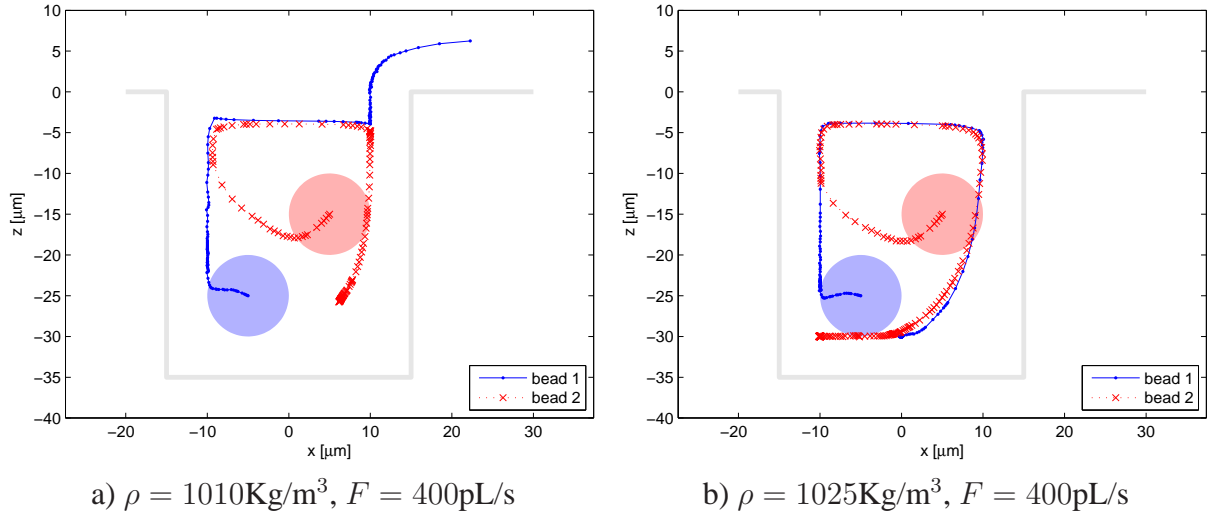 10
5
0
−5
−10
−15
−20
−25
−30
−35
−40
z [μm]
−20 −10 0 10 20 30
x [μm]
bead 1
bead 2
a) ρ = 1010Kg/m³, F = 400pL/s
10
5
0
−5
−10
−15
−20
−25
−30
−35
−40
z [μm]
−20 −10 0 10 20 30
x [μm]
bead 1
bead 2
b) ρ = 1025Kg/m³, F = 400pL/s